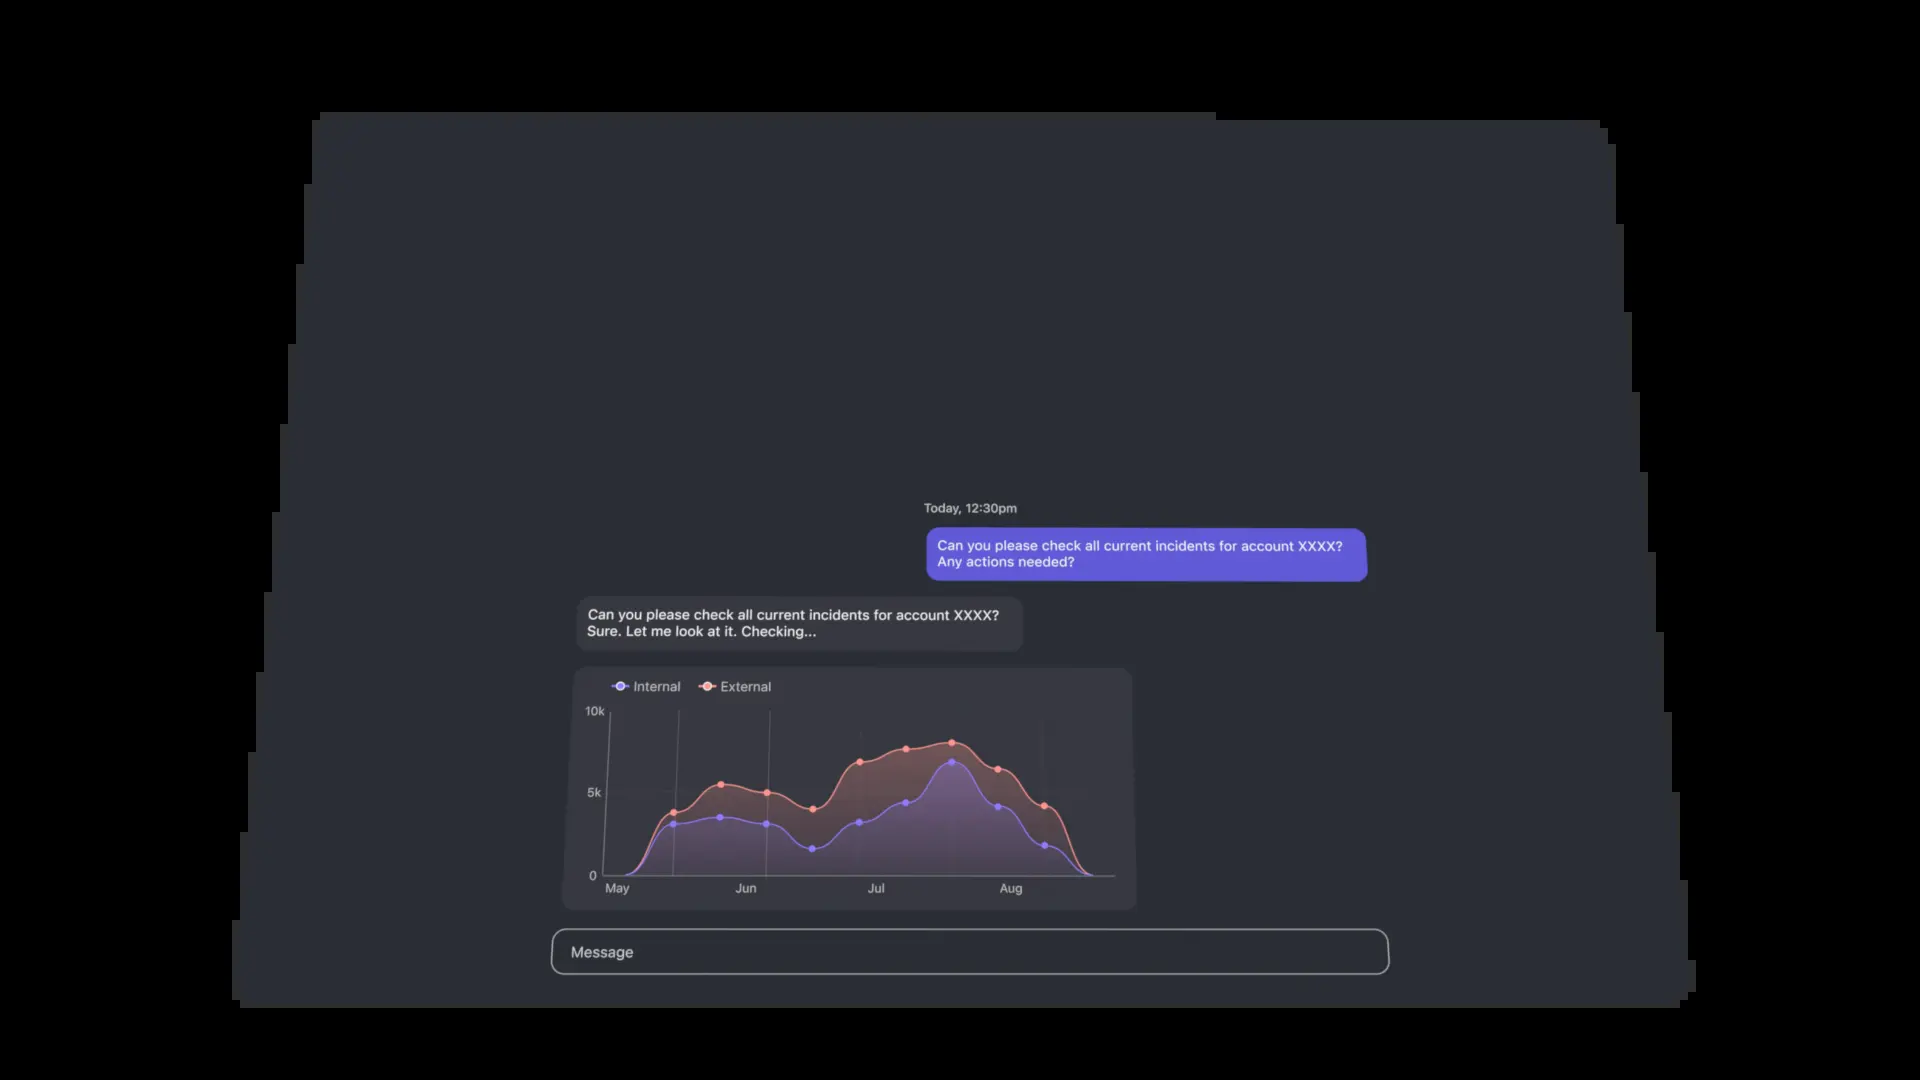 Today, 12:30pm
Can you please check all current incidents for account XXXX?
Any actions needed?
Can you please check all current incidents for account XXXX?
Sure. Let me look at it. Checking...
Internal External
10k
5k
0
May Jun Jul Aug
Message